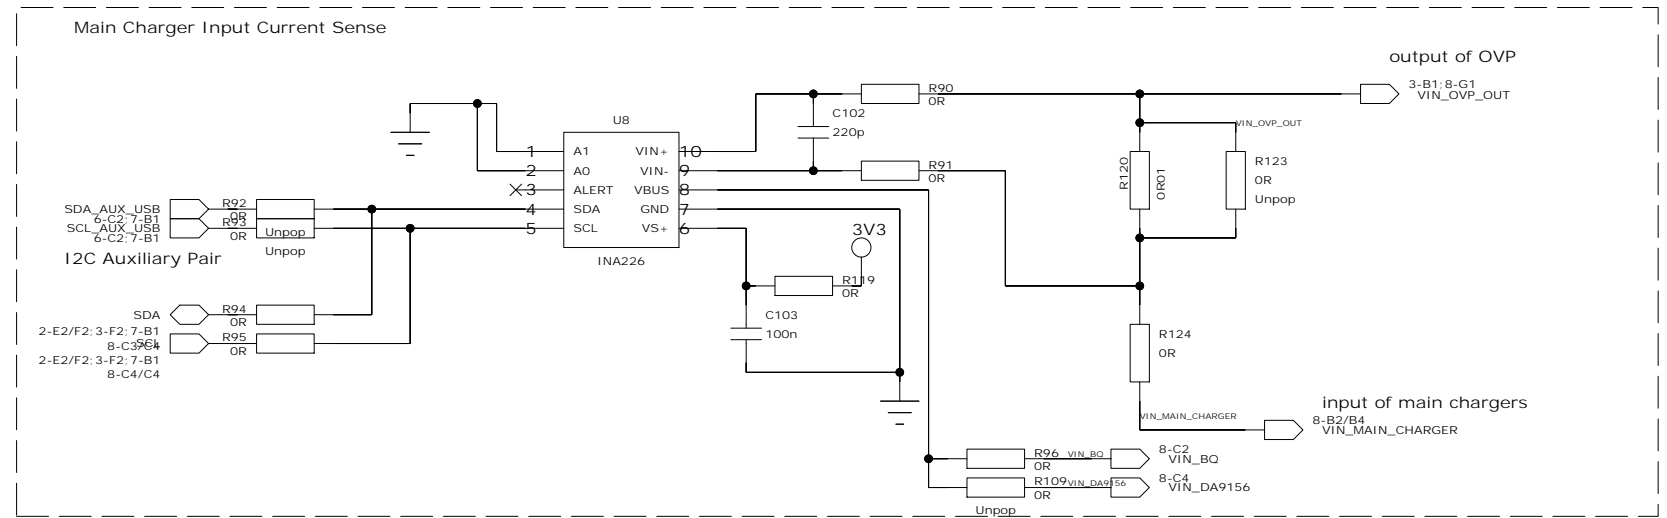 Main Charger Input Current Sense
output of OVP
3-B1;8-G1
VIN_OVP_OUT
R90
0R
C102
220p
U8
VIN_OVP_OUT
1
A1
VIN+
10
2
A0
VIN-
9
3
ALERT
VBUS
8
4
SDA
GND
7
5
SCL
VS+
6
INA226
R91
0R
R120
0R01
R123
0R
Unpop
SDA_AUX_USB
6-C2;7-B1
R92
0R
Unpop
SCL_AUX_USB
6-C2;7-B1
R93
0R
Unpop
I2C Auxiliary Pair
3V3
R119
0R
C103
100n
SDA
2-E2/F2;3-F2;7-B1
8-C3/C4
R94
0R
SCL
2-E2/F2;3-F2;7-B1
8-C4/C4
R95
0R
R124
0R
input of main chargers
VIN_MAIN_CHARGER
8-B2/B4
VIN_MAIN_CHARGER
R96
0R
VIN_BQ
8-C2
VIN_BQ
R109
0R
Unpop
VIN_DA9156
8-C4
VIN_DA9156